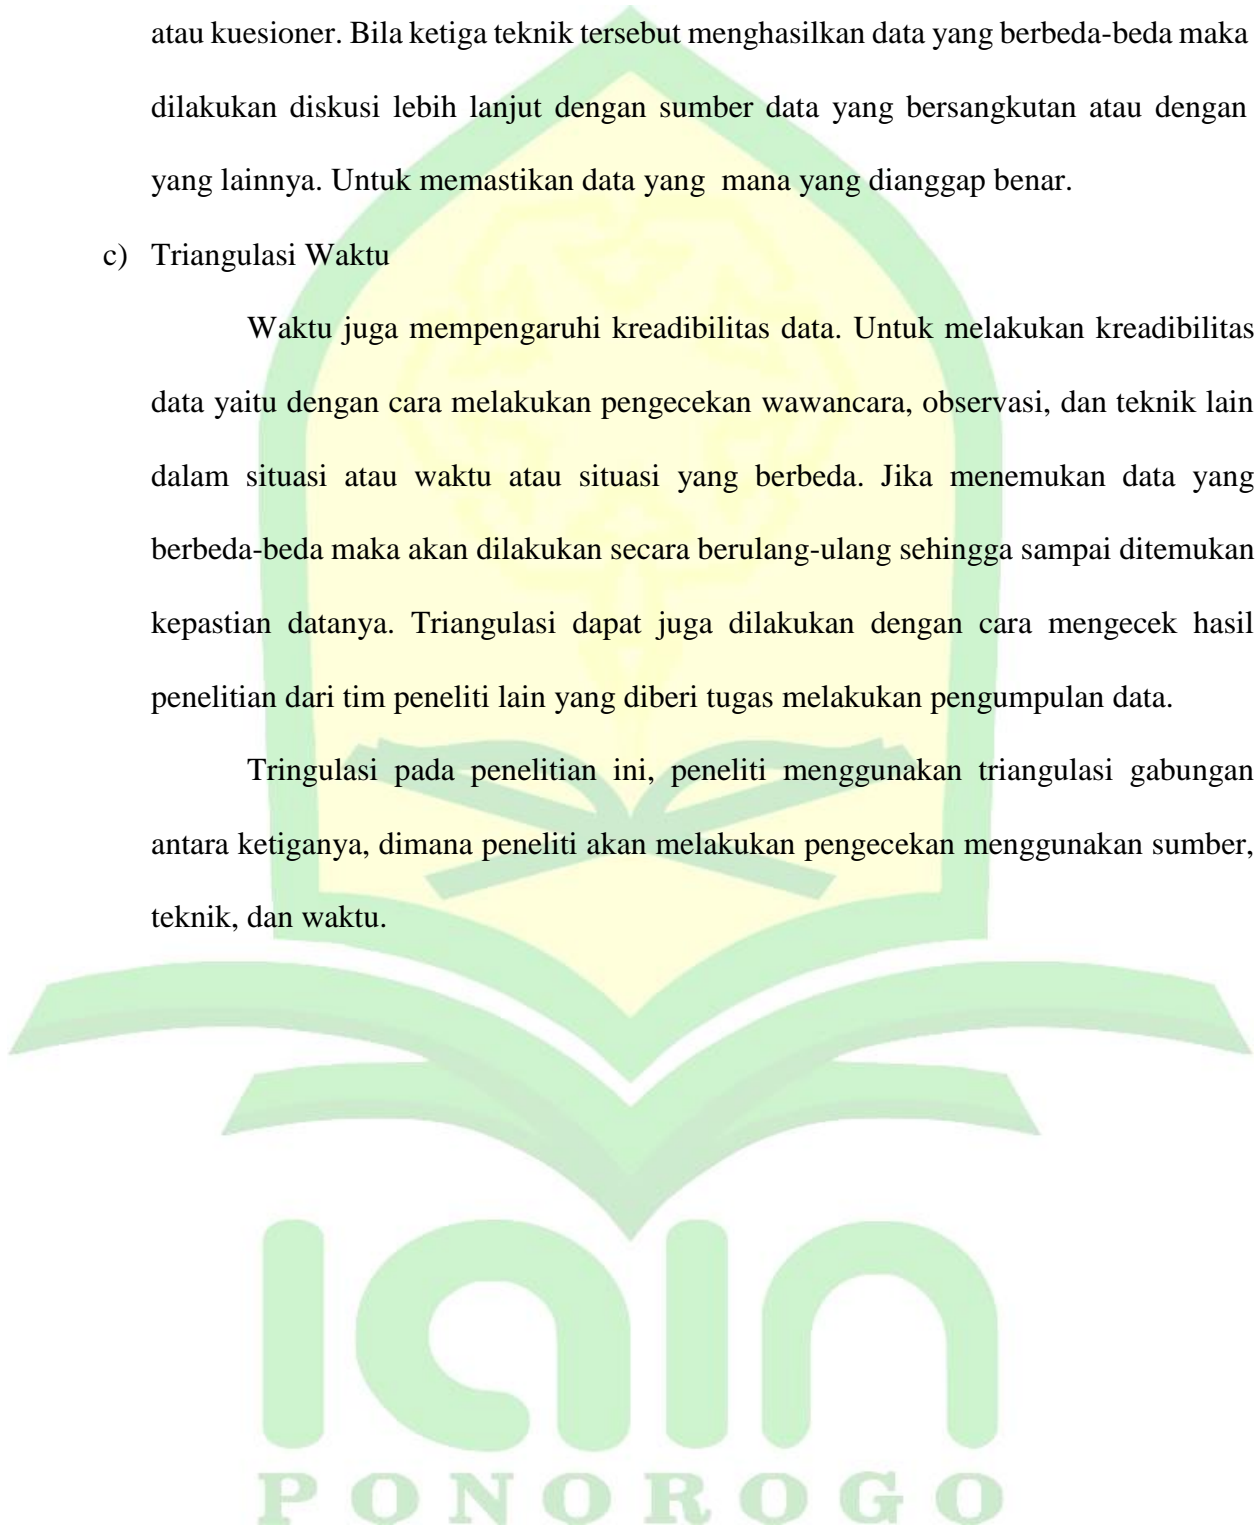 atau kuesioner. Bila ketiga teknik tersebut menghasilkan data yang berbeda-beda maka
dilakukan diskusi lebih lanjut dengan sumber data yang bersangkutan atau dengan
yang lainnya. Untuk memastikan data yang mana yang dianggap benar.
c) Triangulasi Waktu
Waktu juga mempengaruhi kreadibilitas data. Untuk melakukan kreadibilitas
data yaitu dengan cara melakukan pengecekan wawancara, observasi, dan teknik lain
dalam situasi atau waktu atau situasi yang berbeda. Jika menemukan data yang
berbeda-beda maka akan dilakukan secara berulang-ulang sehingga sampai ditemukan
kepastian datanya. Triangulasi dapat juga dilakukan dengan cara mengecek hasil
penelitian dari tim peneliti lain yang diberi tugas melakukan pengumpulan data.
Tringulasi pada penelitian ini, peneliti menggunakan triangulasi gabungan
antara ketiganya, dimana peneliti akan melakukan pengecekan menggunakan sumber,
teknik, dan waktu.
IAIN
PONOROGO